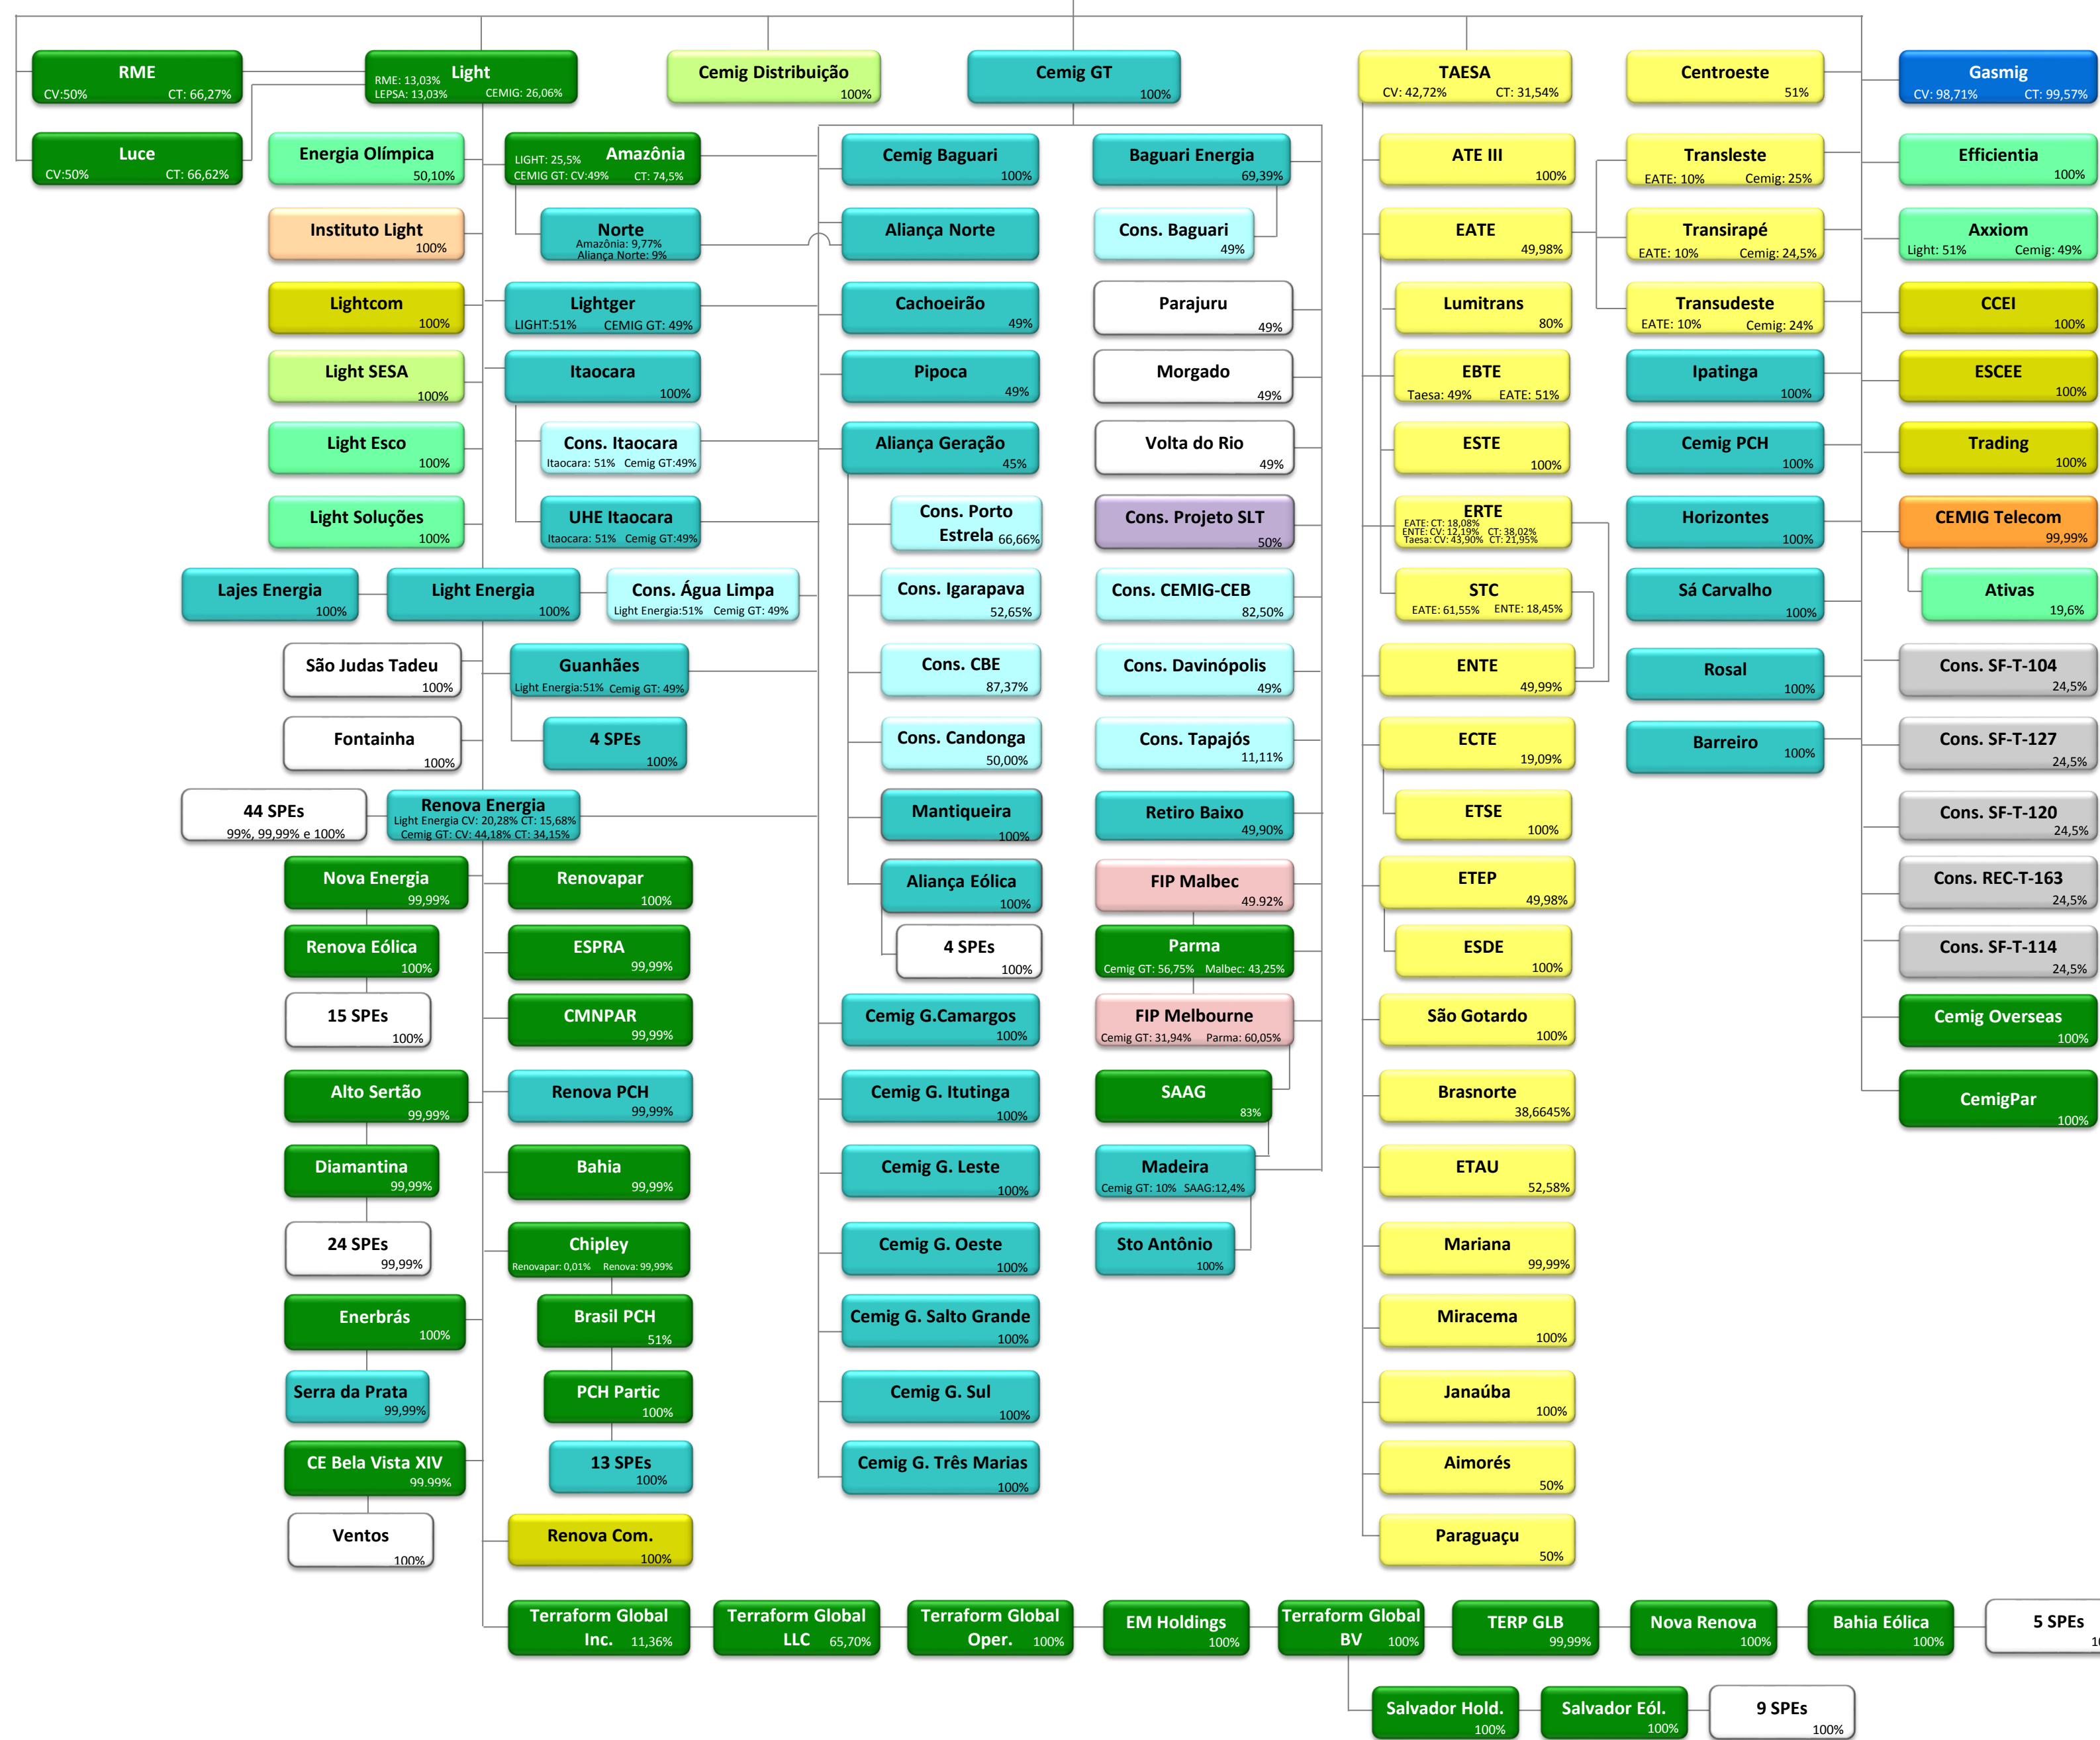 RME
CV:50% CT: 66,27%
Light
RME: 13,03%
LEPSA: 13,03% CEMIG: 26,06%
Cemig Distribuição
100%
Cemig GT
100%
TAESA
CV: 42,72% CT: 31,54%
Centroeste
51%
Gasmig
CV: 98,71% CT: 99,57%
Luce
CV:50% CT: 66,62%
Energia Olímpica
50,10%
Amazônia
LIGHT: 25,5%
CEMIG GT: CV:49% CT: 74,5%
Cemig Baguari
100%
Baguari Energia
69,39%
ATE III
100%
Transleste
EATE: 10% Cemig: 25%
Efficientia
100%
Instituto Light
100%
Norte
Amazônia: 9,77%
Aliança Norte: 9%
Aliança Norte
Cons. Baguari
49%
EATE
49,98%
Transirapé
EATE: 10% Cemig: 24,5%
Axxiom
Light: 51% Cemig: 49%
Lightcom
100%
Lightger
LIGHT:51% CEMIG GT: 49%
Cachoeirão
49%
Parajuru
49%
Lumitrans
80%
Transudeste
EATE: 10% Cemig: 24%
CCEI
100%
Light SESA
100%
Itaocara
100%
Pipoca
49%
Morgado
49%
EBTE
Taesa: 49% EATE: 51%
Ipatinga
100%
ESCEE
100%
Light Esco
100%
Cons. Itaocara
Itaocara: 51% Cemig GT:49%
Aliança Geração
45%
Volta do Rio
49%
ESTE
100%
Cemig PCH
100%
Trading
100%
Light Soluções
100%
UHE Itaocara
Itaocara: 51% Cemig GT:49%
Cons. Porto
Estrela 66,66%
Cons. Projeto SLT
50%
ERTE
EATE: CT: 18,08%
ENTE: CV: 12,19% CT: 38,02%
Taesa: CV: 43,90% CT: 21,95%
Horizontes
100%
CEMIG Telecom
99,99%
Lajes Energia
100%
Light Energia
100%
Cons. Água Limpa
Light Energia:51% Cemig GT: 49%
Cons. Igarapava
52,65%
Cons. CEMIG-CEB
82,50%
STC
EATE: 61,55% ENTE: 18,45%
Sá Carvalho
100%
Ativas
19,6%
São Judas Tadeu
100%
Guanhães
Light Energia:51% Cemig GT: 49%
Cons. CBE
87,37%
Cons. Davinópolis
49%
ENTE
49,99%
Rosal
100%
Cons. SF-T-104
24,5%
Fontainha
100%
4 SPEs
100%
Cons. Candonga
50,00%
Cons. Tapajós
11,11%
ECTE
19,09%
Barreiro
100%
Cons. SF-T-127
24,5%
44 SPEs
99%, 99,99% e 100%
Renova Energia
Light Energia CV: 20,28% CT: 15,68%
Cemig GT: CV: 44,18% CT: 34,15%
Mantiqueira
100%
Retiro Baixo
49,90%
ETSE
100%
Cons. SF-T-120
24,5%
Nova Energia
99,99%
Renovapar
100%
Aliança Eólica
100%
FIP Malbec
49.92%
ETEP
49,98%
Cons. REC-T-163
24,5%
Renova Eólica
100%
ESPRA
99,99%
4 SPEs
100%
Parma
Cemig GT: 56,75% Malbec: 43,25%
ESDE
100%
Cons. SF-T-114
24,5%
15 SPEs
100%
CMNPAR
99,99%
Cemig G.Camargos
100%
FIP Melbourne
Cemig GT: 31,94% Parma: 60,05%
São Gotardo
100%
Cemig Overseas
100%
Alto Sertão
99,99%
Renova PCH
99,99%
Cemig G. Itutinga
100%
SAAG
83%
Brasnorte
38,6645%
CemigPar
100%
Diamantina
99,99%
Bahia
99,99%
Cemig G. Leste
100%
Madeira
Cemig GT: 10% SAAG:12,4%
ETAU
52,58%
24 SPEs
99,99%
Chipley
Renovapar: 0,01% Renova: 99,99%
Cemig G. Oeste
100%
Sto Antônio
100%
Mariana
99,99%
Enerbrás
100%
Brasil PCH
51%
Cemig G. Salto Grande
100%
Miracema
100%
Serra da Prata
99,99%
PCH Partic
100%
Cemig G. Sul
100%
Janaúba
100%
CE Bela Vista XIV
99.99%
13 SPEs
100%
Cemig G. Três Marias
100%
Aimorés
50%
Ventos
100%
Renova Com.
100%
Paraguaçu
50%
Terraform Global
Inc. 11,36%
Terraform Global
LLC 65,70%
Terraform Global
Oper. 100%
EM Holdings
100%
Terraform Global
BV 100%
TERP GLB
99,99%
Nova Renova
100%
Bahia Eólica
100%
5 SPEs
Salvador Hold.
100%
Salvador Eól.
100%
9 SPEs
100%